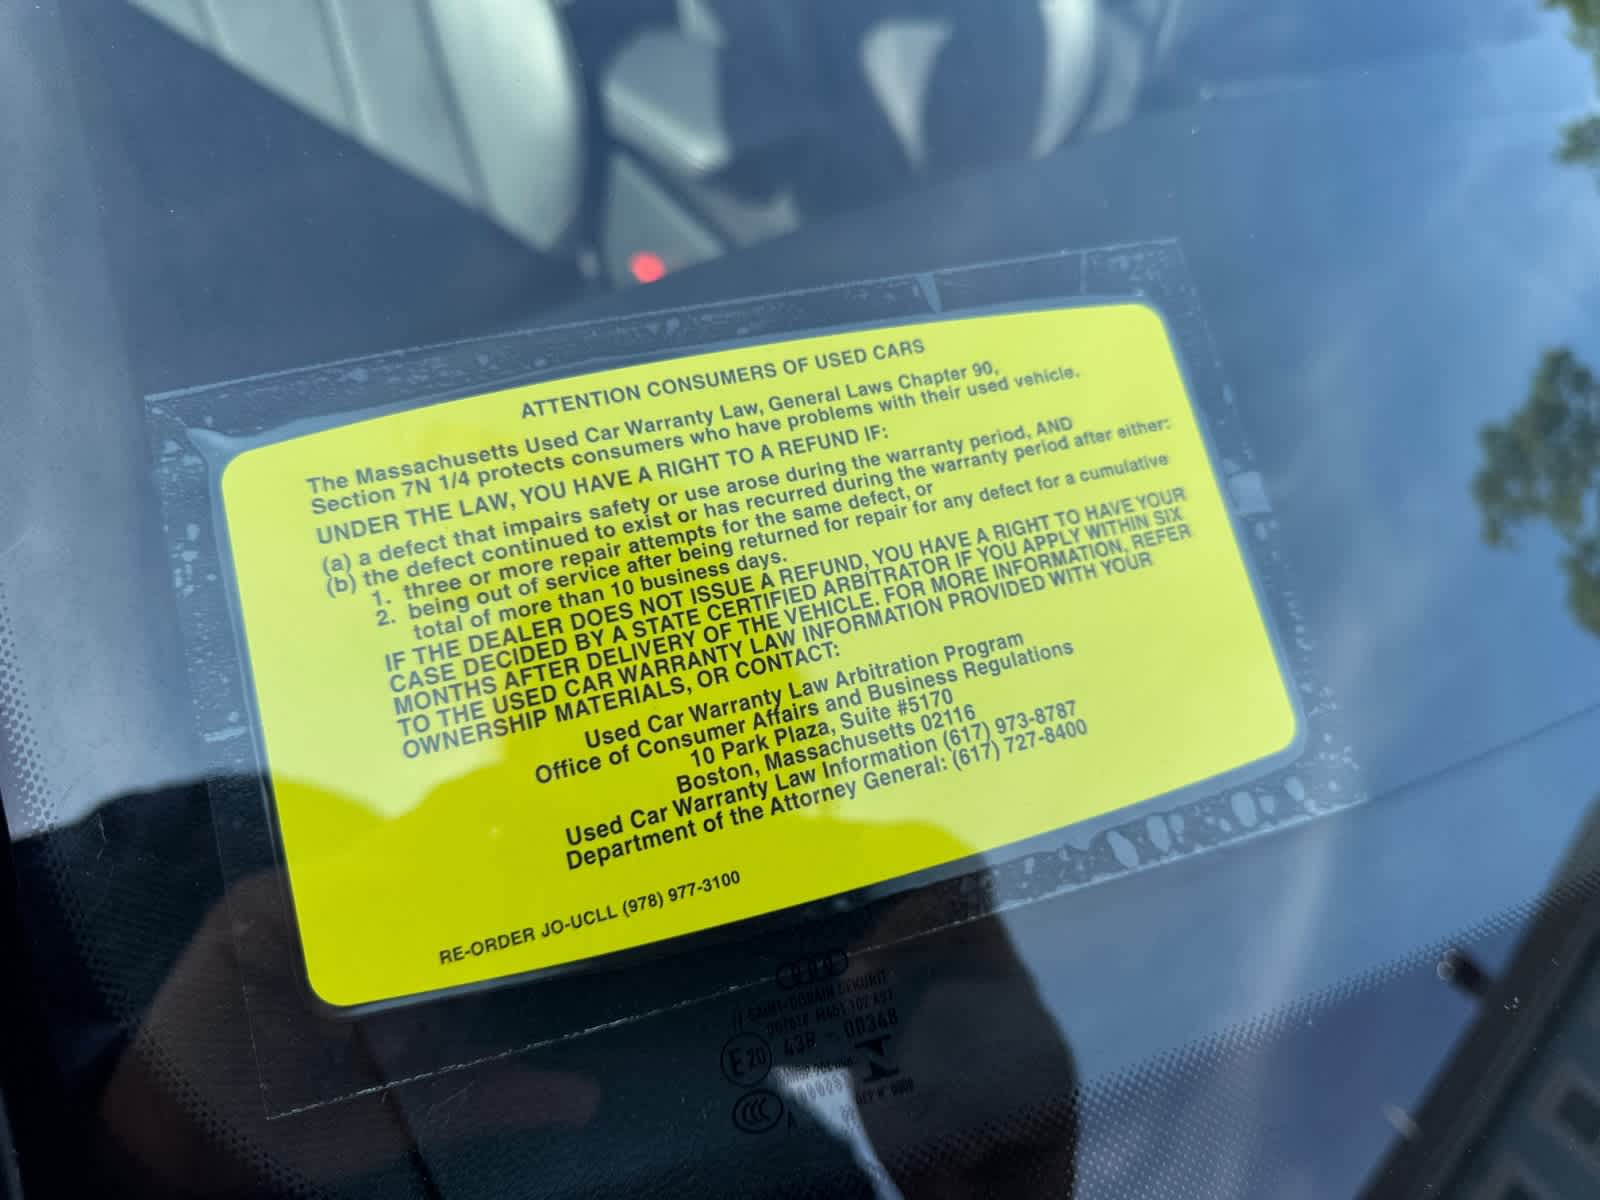 ATTENTION CONSUMERS OF USED CARS
The Massachusetts Used Car Warranty Law, General Laws Chapter 90,
Section 7N 1/4 protects consumers who have problems with their used vehicle.
UNDER THE LAW, YOU HAVE A RIGHT TO A REFUND IF:
(a) a defect that impairs safety or use arose during the warranty period, AND
(b) the defect continued to exist or has recurred during the warranty period after either:
1. three or more repair attempts for the same defect, or
2. being out of service after being returned for repair for any defect for a cumulative
total of more than 10 business days.
IF THE DEALER DOES NOT ISSUE A REFUND, YOU HAVE A RIGHT TO HAVE YOUR
CASE DECIDED BY A STATE CERTIFIED ARBITRATOR IF YOU APPLY WITHIN SIX
MONTHS AFTER DELIVERY OF THE VEHICLE. FOR MORE INFORMATION, REFER
TO THE USED CAR WARRANTY LAW INFORMATION PROVIDED WITH YOUR
OWNERSHIP MATERIALS, OR CONTACT:
Used Car Warranty Law Arbitration Program
Office of Consumer Affairs and Business Regulations
10 Park Plaza, Suite #5170
Boston, Massachusetts 02116
Used Car Warranty Law Information (617) 973-8787
Department of the Attorney General: (617) 727-8400
RE-ORDER JO-UCLL (978) 977-3100
SEKURIT
E 20 43R - 00348
CCC
A